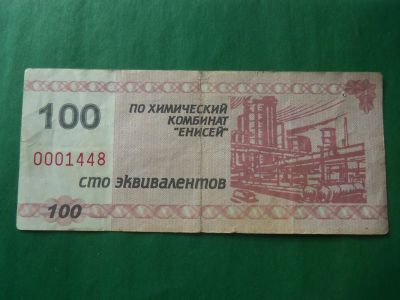 100
ПО ХИМИЧЕСКИЙ
КОМБИНАТ
"ЕНИСЕЙ"
0001448
СТО ЭКВИВАЛЕНТОВ
100